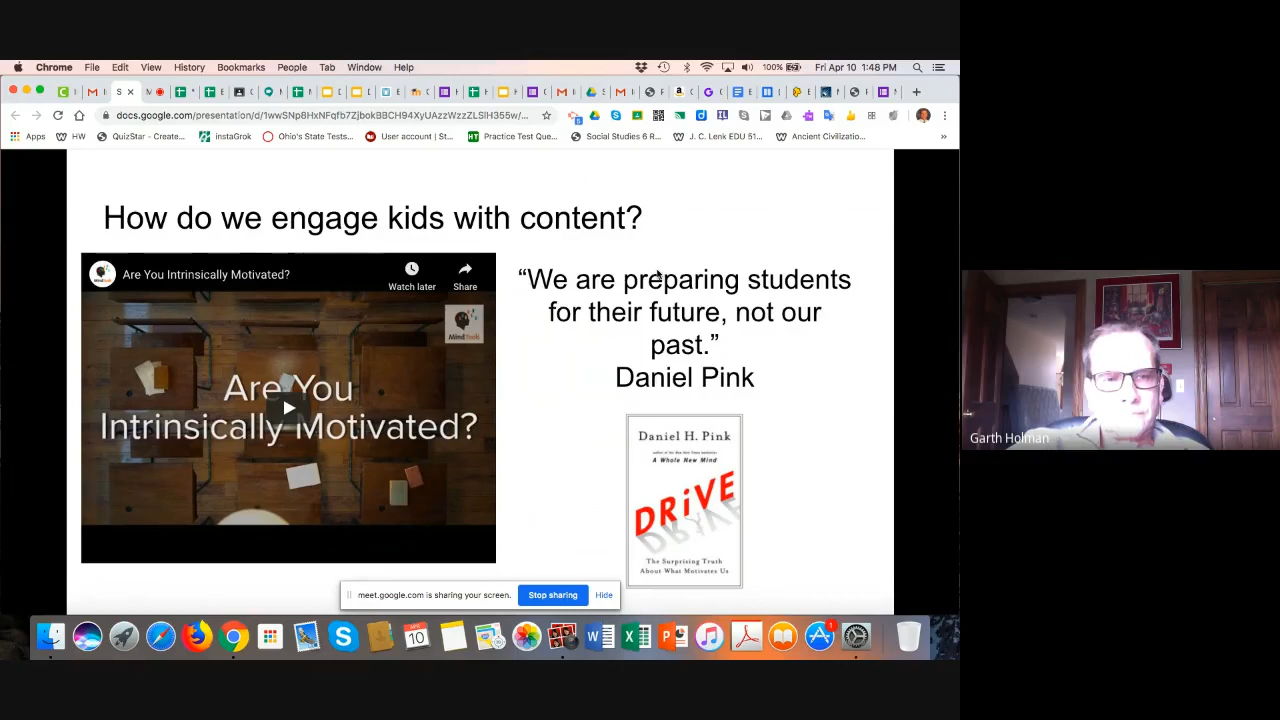 Chrome File Edit View History Bookmarks People Tab Window Help 100% Fri Apr 10 1:48 PM
docs.google.com/presentation/d/1wwSNp8HxNFqfb7ZjbokBBCH94XyUAzzWzzZLSlH355w/...
Apps HW QuizStar - Create... instaGrok Ohio's State Tests... User account | St... Practice Test Que... Social Studies 6 R... J. C. Lenk EDU 51... Ancient Civilizatio... »
How do we engage kids with content?
Are You Intrinsically Motivated?
Watch later Share
MindTools
Are You
Intrinsically Motivated?
“We are preparing students
for their future, not our
past.”
Daniel Pink
Daniel H. Pink
A Whole New Mind
DRiVE
The Surprising Truth
About What Motivates Us
meet.google.com is sharing your screen. Stop sharing Hide
10
1
Garth Holman